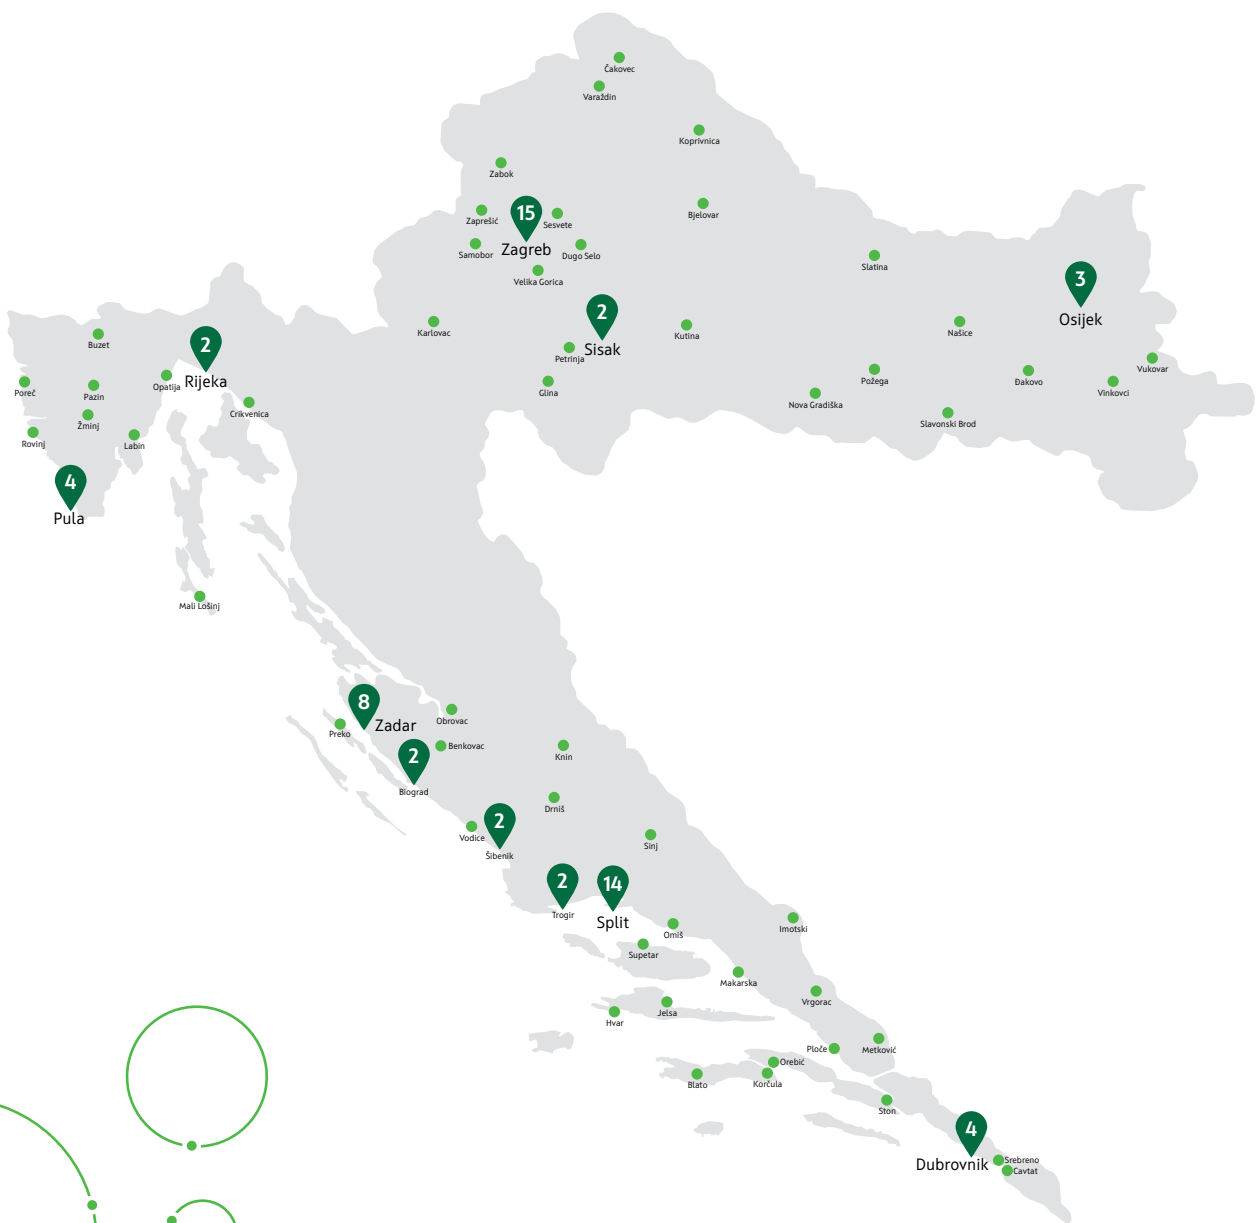 Čakovec
Varaždin
Koprivnica
Zabok
15
Zaprešić
Sesvete
Bjelovar
Zagreb
Samobor
Dugo Selo
Velika Gorica
Slatina
3
Osijek
2
Sisak
Karlovac
Petrinja
Kutina
Našice
Glina
Požega
Đakovo
Vukovar
Vinkovci
Nova Gradiška
Slavonski Brod
Buzet
2
Rijeka
Opatija
Poreč
Pazin
Crikvenica
Žminj
Rovinj
Labin
4
Pula
Mali Lošinj
8
Zadar
Obrovac
Preko
Benkovac
Knin
2
Biograd
Drniš
2
Vodice
Šibenik
Sinj
2
Trogir
14
Split
Omiš
Imotski
Supetar
Makarska
Vrgorac
Jelsa
Hvar
Ploče
Metković
Orebić
Blato
Korčula
Ston
4
Dubrovnik
Srebreno
Cavtat